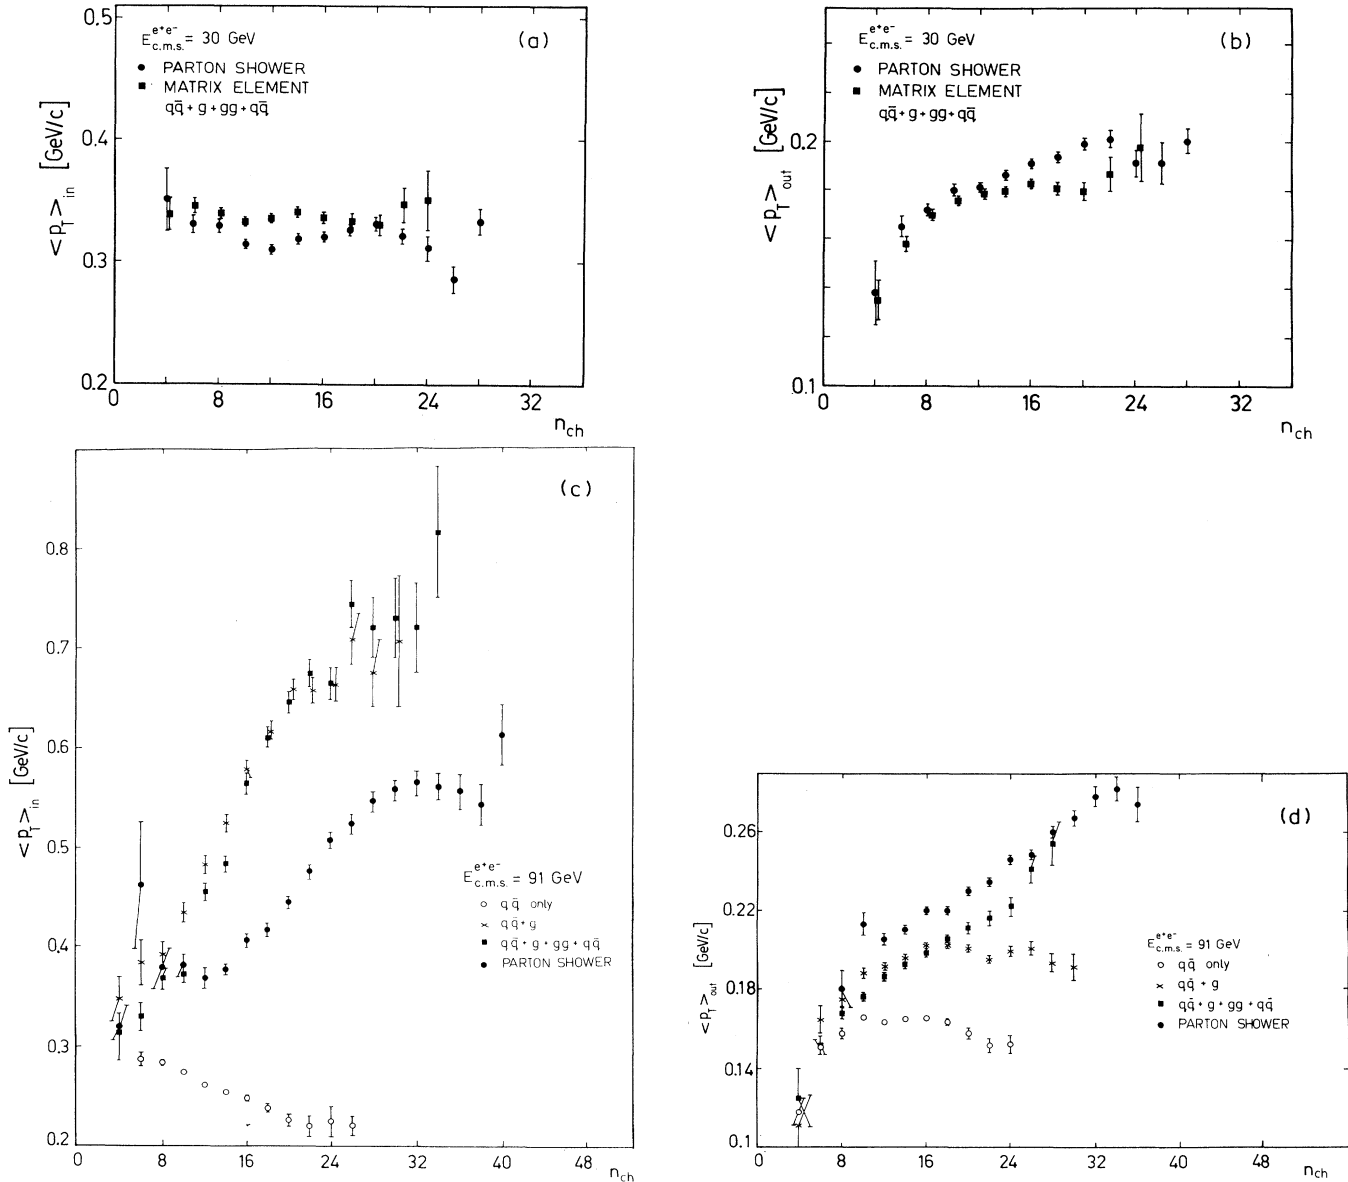 0.5
E e⁺e⁻ c.m.s. = 30 GeV
(a)
● PARTON SHOWER
■ MATRIX ELEMENT
qq̄ + g + gg + qq̄
0.4
0.3
0.2
<p_T>_in [GeV/c]
0 8 16 24 32
n_ch
E e⁺e⁻ c.m.s. = 30 GeV
(b)
● PARTON SHOWER
■ MATRIX ELEMENT
qq̄ + g + gg + qq̄
0.2
0.1
<p_T>_out [GeV/c]
0 8 16 24 32
n_ch
(c)
0.8
0.7
0.6
0.5
0.4
0.3
0.2
<p_T>_in [GeV/c]
E e⁺e⁻ c.m.s. = 91 GeV
○ qq̄ only
× qq̄ + g
■ qq̄ + g + gg + qq̄
● PARTON SHOWER
0 8 16 24 32 40 48
n_ch
(d)
0.26
0.22
0.18
0.14
0.1
<p_T>_out [GeV/c]
E e⁺e⁻ c.m.s. = 91 GeV
○ qq̄ only
× qq̄ + g
■ qq̄ + g + gg + qq̄
● PARTON SHOWER
0 8 16 24 32 40 48
n_ch